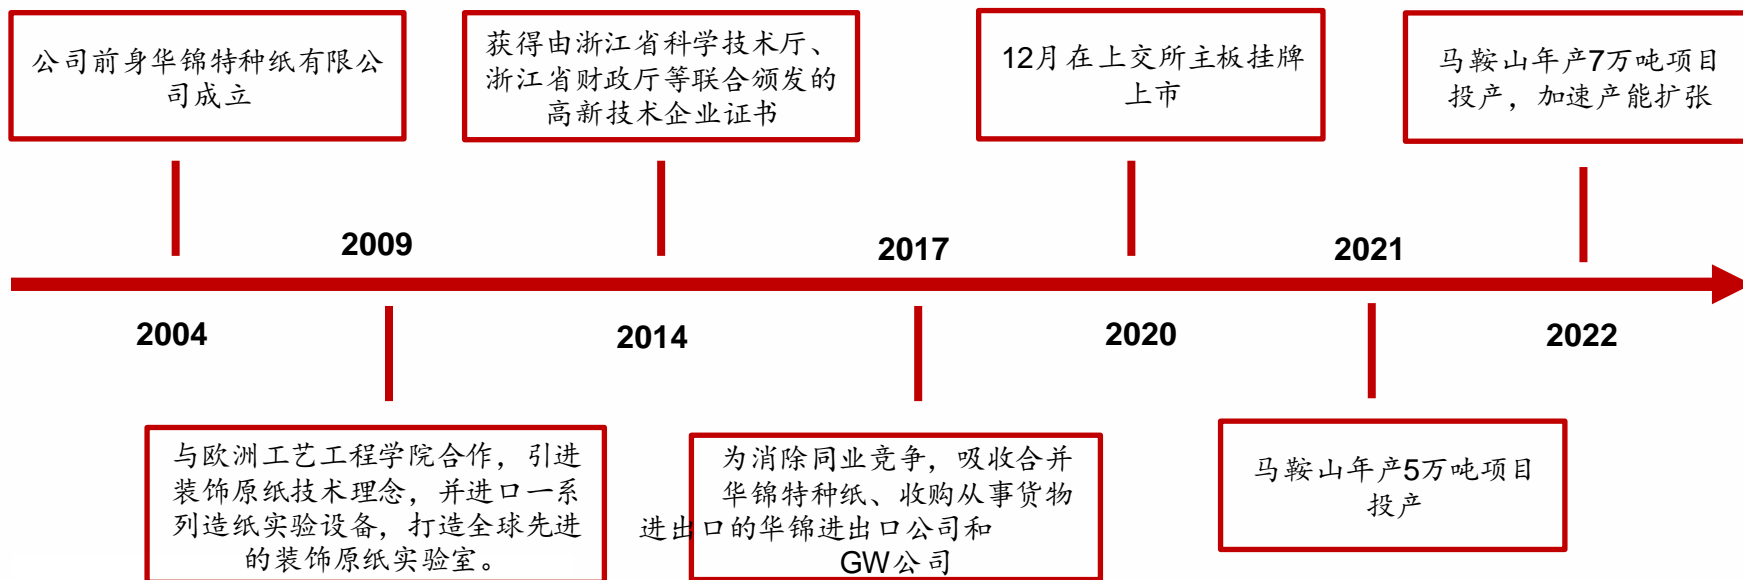 公司前身华锦特种纸有限公
司成立
获得由浙江省科学技术厅、
浙江省财政厅等联合颁发的
高新技术企业证书
12月在上交所主板挂牌
上市
马鞍山年产7万吨项目
投产，加速产能扩张
2009
2017
2021
2004
2014
2020
2022
与欧洲工艺工程学院合作，引进
装饰原纸技术理念，并进口一系
列造纸实验设备，打造全球先进
的装饰原纸实验室。
为消除同业竞争，吸收合并
华锦特种纸、收购从事货物
进出口的华锦进出口公司和
GW公司
马鞍山年产5万吨项目
投产